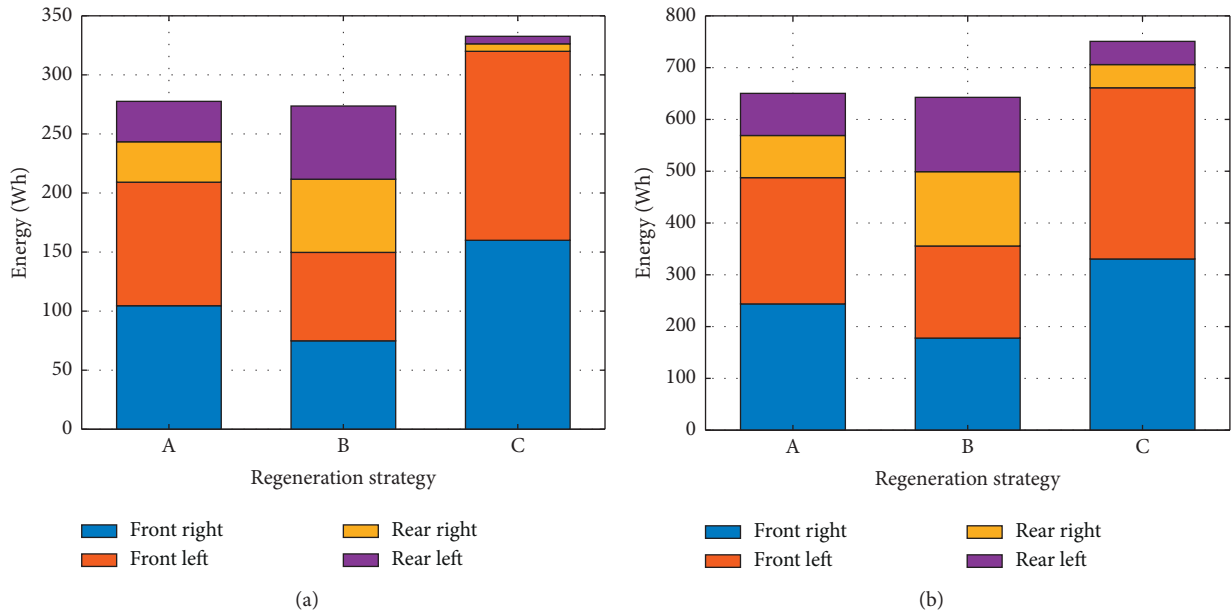 350
300
250
200
150
100
50
0
Energy (Wh)
A B C
Regeneration strategy
Front right Rear right
Front left Rear left
(a)
800
700
600
500
400
300
200
100
0
Energy (Wh)
A B C
Regeneration strategy
Front right Rear right
Front left Rear left
(b)